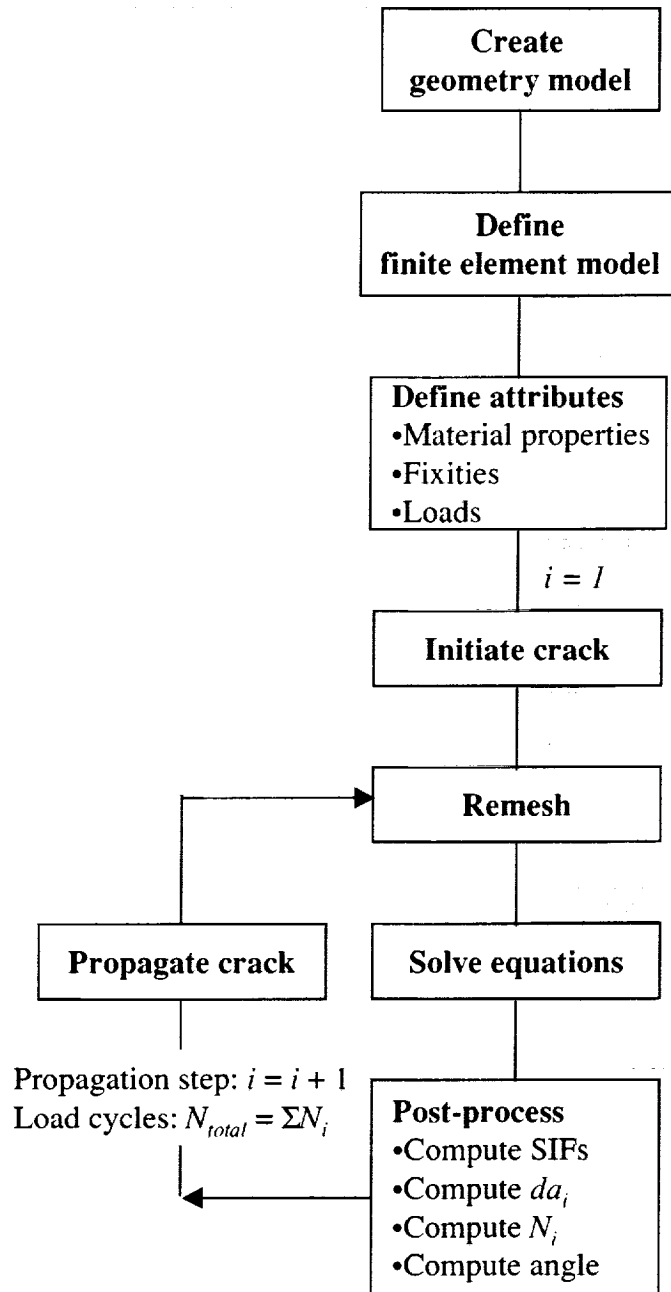 Create
geometry model
Define
finite element model
Define attributes
•Material properties
•Fixities
•Loads
i = 1
Initiate crack
Remesh
Propagate crack
Solve equations
Propagation step: i = i + 1
Load cycles: N_total = ΣN_i
Post-process
•Compute SIFs
•Compute da_i
•Compute N_i
•Compute angle